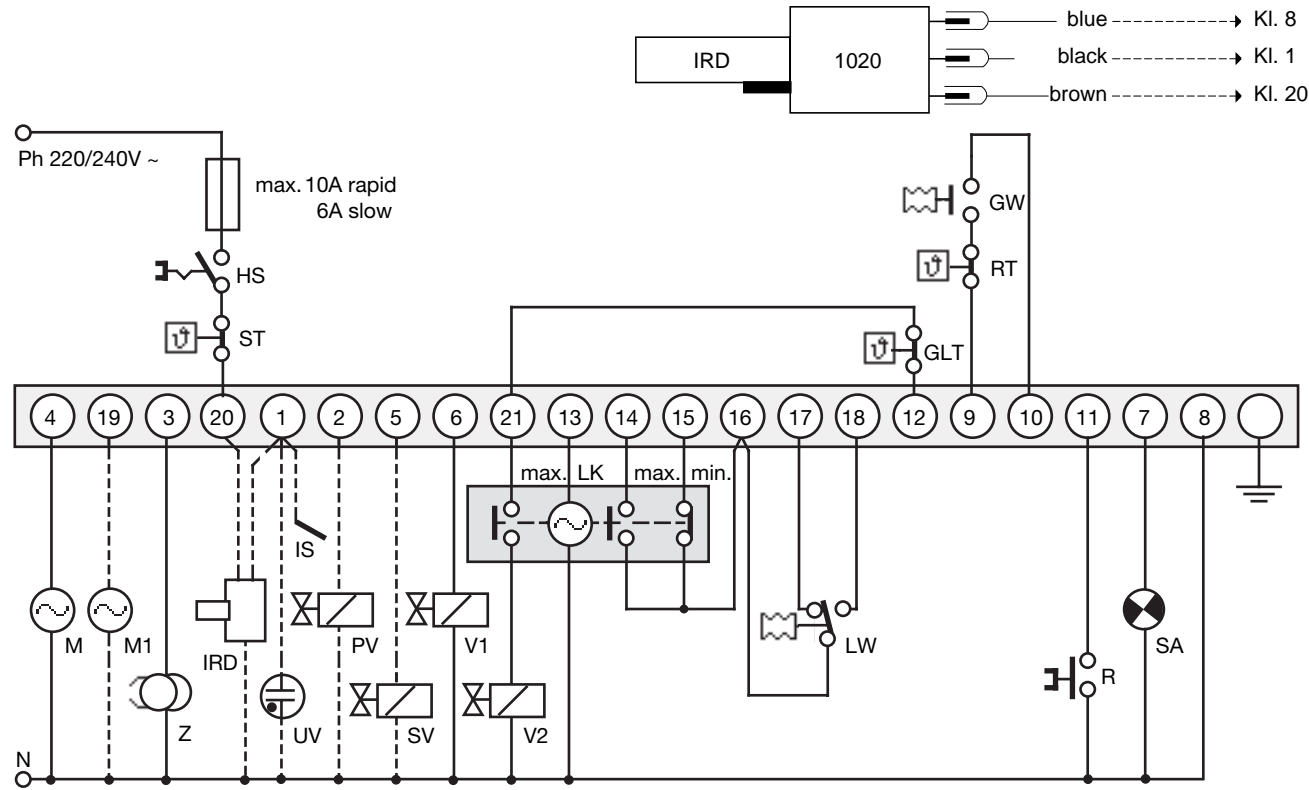 blue Kl. 8
IRD 1020 black Kl. 1
brown Kl. 20
Ph 220/240V ~
max. 10A rapid
6A slow
GW
HS
RT
ST
GLT
4 19 3 20 1 2 5 6 21 13 14 15 16 17 18 12 9 10 11 7 8
max. LK max. min.
IS
M M1 IRD PV V1 LW SA
R
Z UV SV V2
N